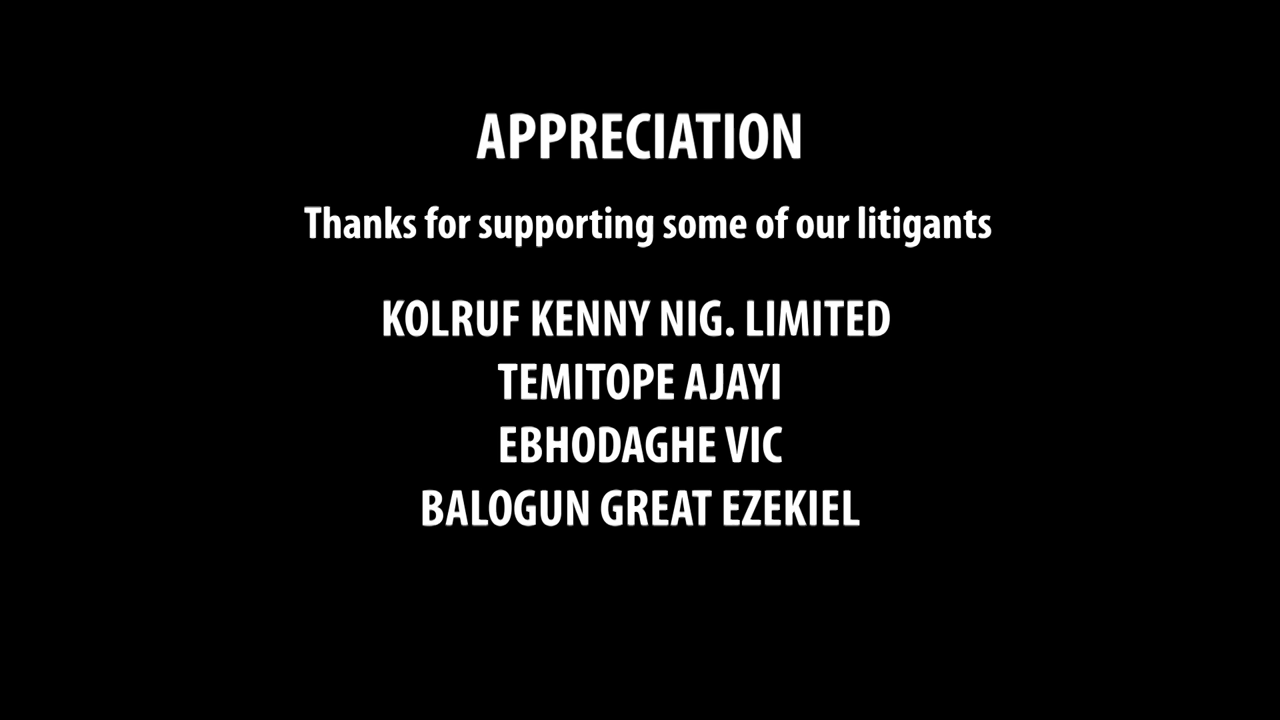 APPRECIATION
Thanks for supporting some of our litigants
KOLRUF KENNY NIG. LIMITED
TEMITOPE AJAYI
EBHODAGHE VIC
BALOGUN GREAT EZEKIEL